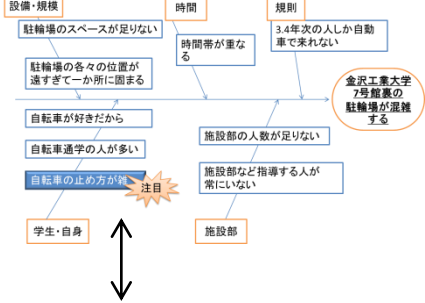 設備・規模
時間
規則
駐輪場のスペースが足りない
3.4年次の人しか自動
車で来れない
時間帯が重な
る
駐輪場の各々の位置が
遠すぎて一か所に固まる
金沢工業大学
7号館裏の
駐輪場が混雑
する
自転車が好きだから
自転車通学の人が多い
自転車の止め方が雑
注目
施設部の人数が足りない
施設部など指導する人が
常にいない
学生・自身
施設部